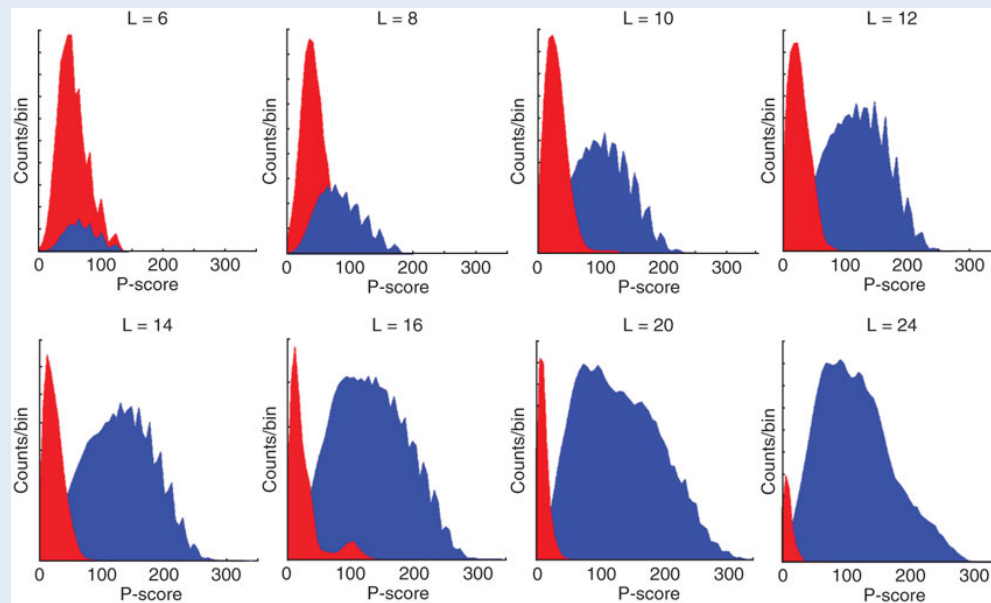 L = 6
L = 8
L = 10
L = 12
Counts/bin
Counts/bin
Counts/bin
Counts/bin
0 100 200 300
0 100 200 300
0 100 200 300
0 100 200 300
P-score
P-score
P-score
P-score
L = 14
L = 16
L = 20
L = 24
Counts/bin
Counts/bin
Counts/bin
Counts/bin
0 100 200 300
0 100 200 300
0 100 200 300
0 100 200 300
P-score
P-score
P-score
P-score